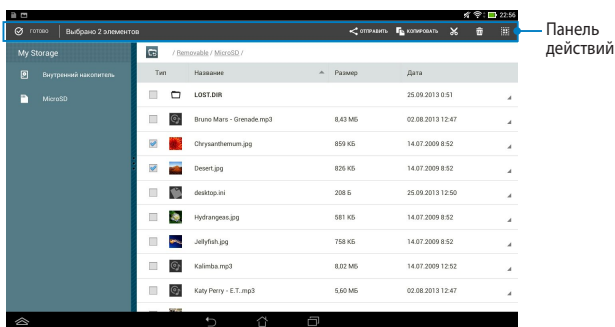 22:56
ГОТОВО Выбрано 2 элементов ОТПРАВИТЬ КОПИРОВАТЬ
Панель
действий
My Storage / Removable / MicroSD /
Внутренний накопитель
MicroSD
Тип Название Размер Дата
LOST.DIR 25.09.2013 0:51
Bruno Mars - Grenade.mp3 8,43 МБ 02.08.2013 12:47
Chrysanthemum.jpg 859 КБ 14.07.2009 8:52
Desert.jpg 826 КБ 14.07.2009 8:52
desktop.ini 208 Б 25.09.2013 12:50
Hydrangeas.jpg 581 КБ 14.07.2009 8:52
Jellyfish.jpg 758 КБ 14.07.2009 8:52
Kalimba.mp3 8,02 МБ 14.07.2009 12:52
Katy Perry - E.T..mp3 5,60 МБ 02.08.2013 12:47